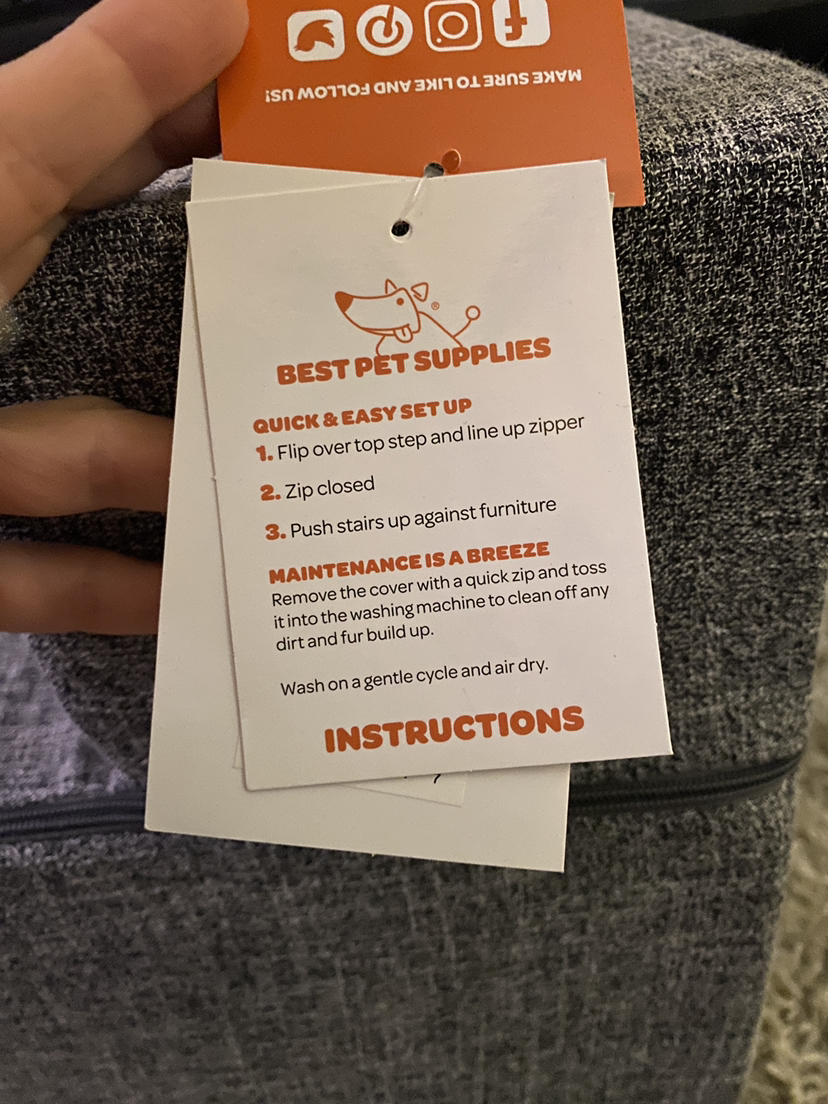 MAKE SURE TO LIKE AND FOLLOW US!
®
BEST PET SUPPLIES
QUICK & EASY SET UP
1. Flip over top step and line up zipper
2. Zip closed
3. Push stairs up against furniture
MAINTENANCE IS A BREEZE
Remove the cover with a quick zip and toss
it into the washing machine to clean off any
dirt and fur build up.
Wash on a gentle cycle and air dry.
INSTRUCTIONS